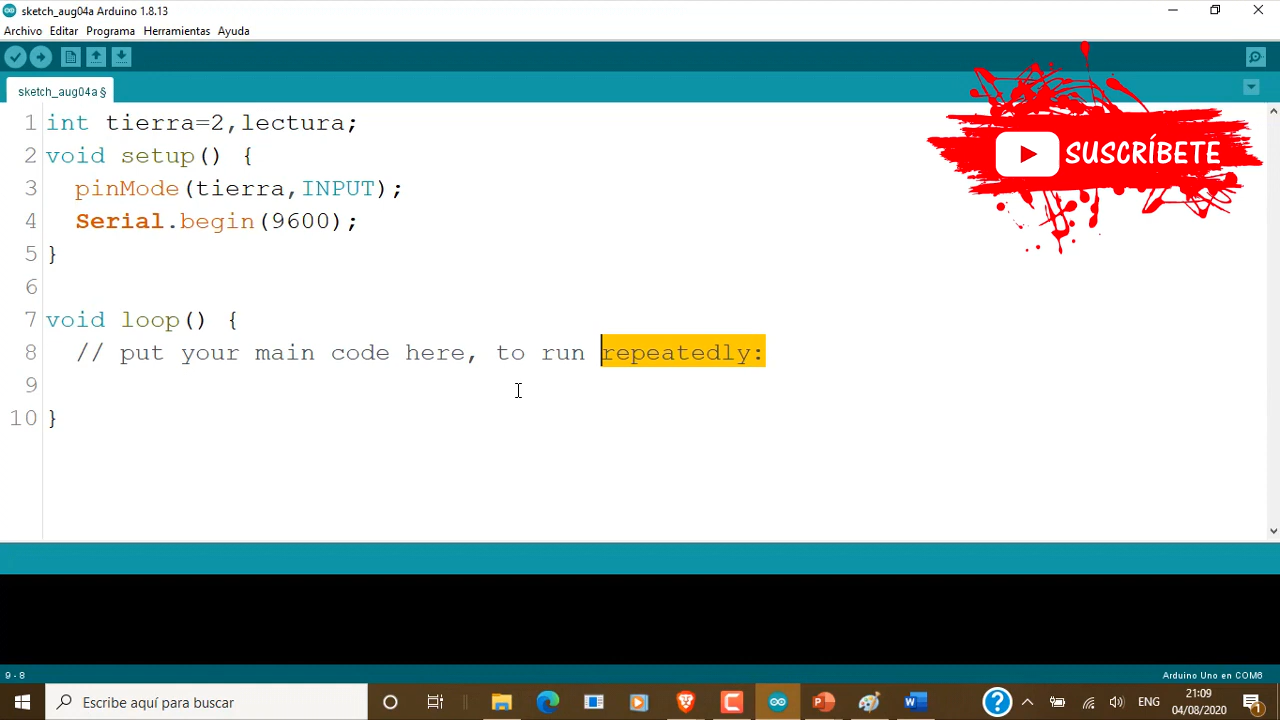 sketch_aug04a Arduino 1.8.13
Archivo Editar Programa Herramientas Ayuda
sketch_aug04a §
SUSCRÍBETE
1 int tierra=2,lectura;
2 void setup() {
3 pinMode(tierra,INPUT);
4 Serial.begin(9600);
5 }
6
7 void loop() {
8 // put your main code here, to run repeatedly:
9
10 }
9 - 8
Arduino Uno en COM6
Escribe aquí para buscar
ENG
21:09
04/08/2020
1